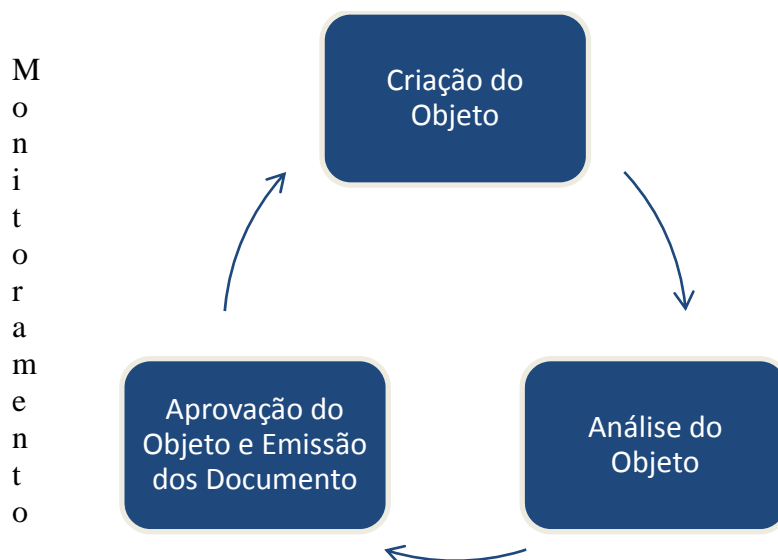 M
o
n
i
t
o
r
a
m
e
n
t
o
Criação do
Objeto
Análise do
Objeto
Aprovação do
Objeto e Emissão
dos Documento